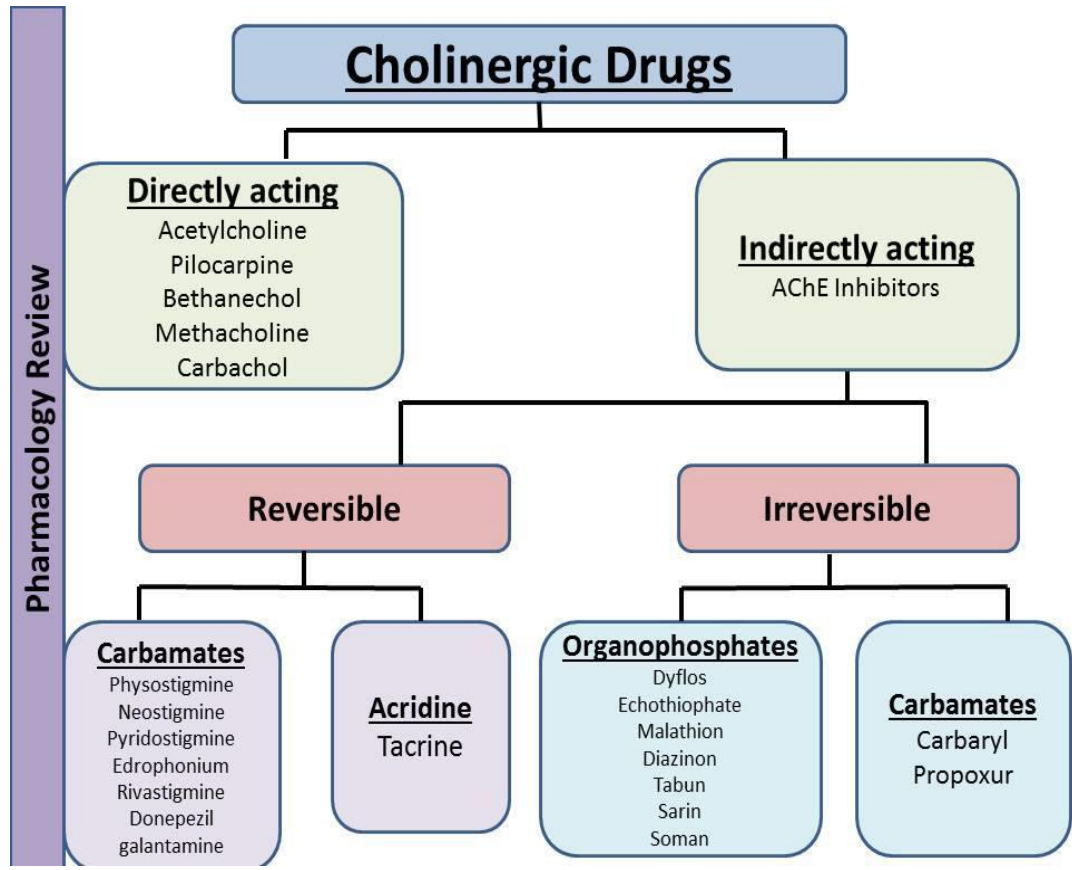 Pharmacology Review
Cholinergic Drugs
Directly acting
Acetylcholine
Pilocarpine
Bethanechol
Methacholine
Carbachol
Indirectly acting
AChE Inhibitors
Reversible
Irreversible
Carbamates
Physostigmine
Neostigmine
Pyridostigmine
Edrophonium
Rivastigmine
Donepezil
galantamine
Acridine
Tacrine
Organophosphates
Dyflos
Echothiophate
Malathion
Diazinon
Tabun
Sarin
Soman
Carbamates
Carbaryl
Propoxur